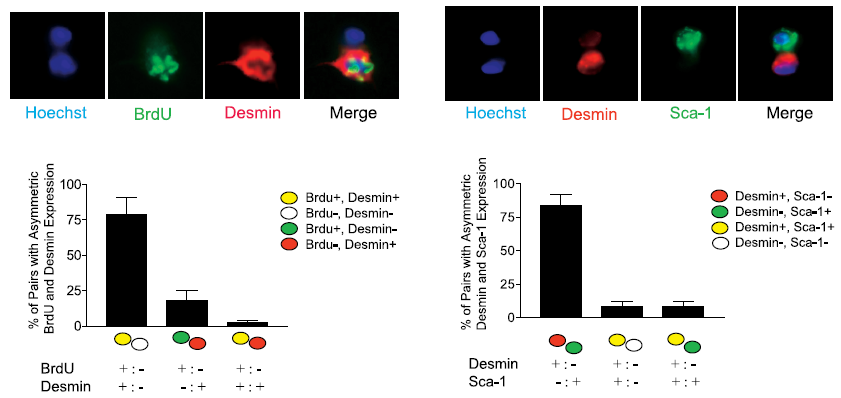 Hoechst BrdU Desmin Merge
% of Pairs with Asymmetric
BrdU and Desmin Expression
100
75
50
25
0
Brdu+, Desmin+
Brdu-, Desmin-
Brdu+, Desmin-
Brdu-, Desmin+
BrdU + : - + : - + : -
Desmin + : - - : + + : +
Hoechst Desmin Sca-1 Merge
% of Pairs with Asymmetric
Desmin and Sca-1 Expression
100
75
50
25
0
Desmin+, Sca-1-
Desmin-, Sca-1+
Desmin+, Sca-1+
Desmin-, Sca-1-
Desmin + : - + : - + : -
Sca-1 - : + + : - + : +